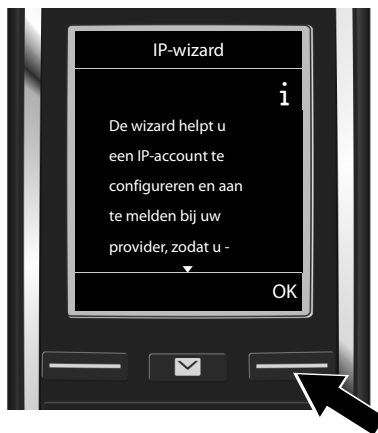 IP-wizard
i
De wizard helpt u
een IP-account te
configureren en aan
te melden bij uw
provider, zodat u -
OK